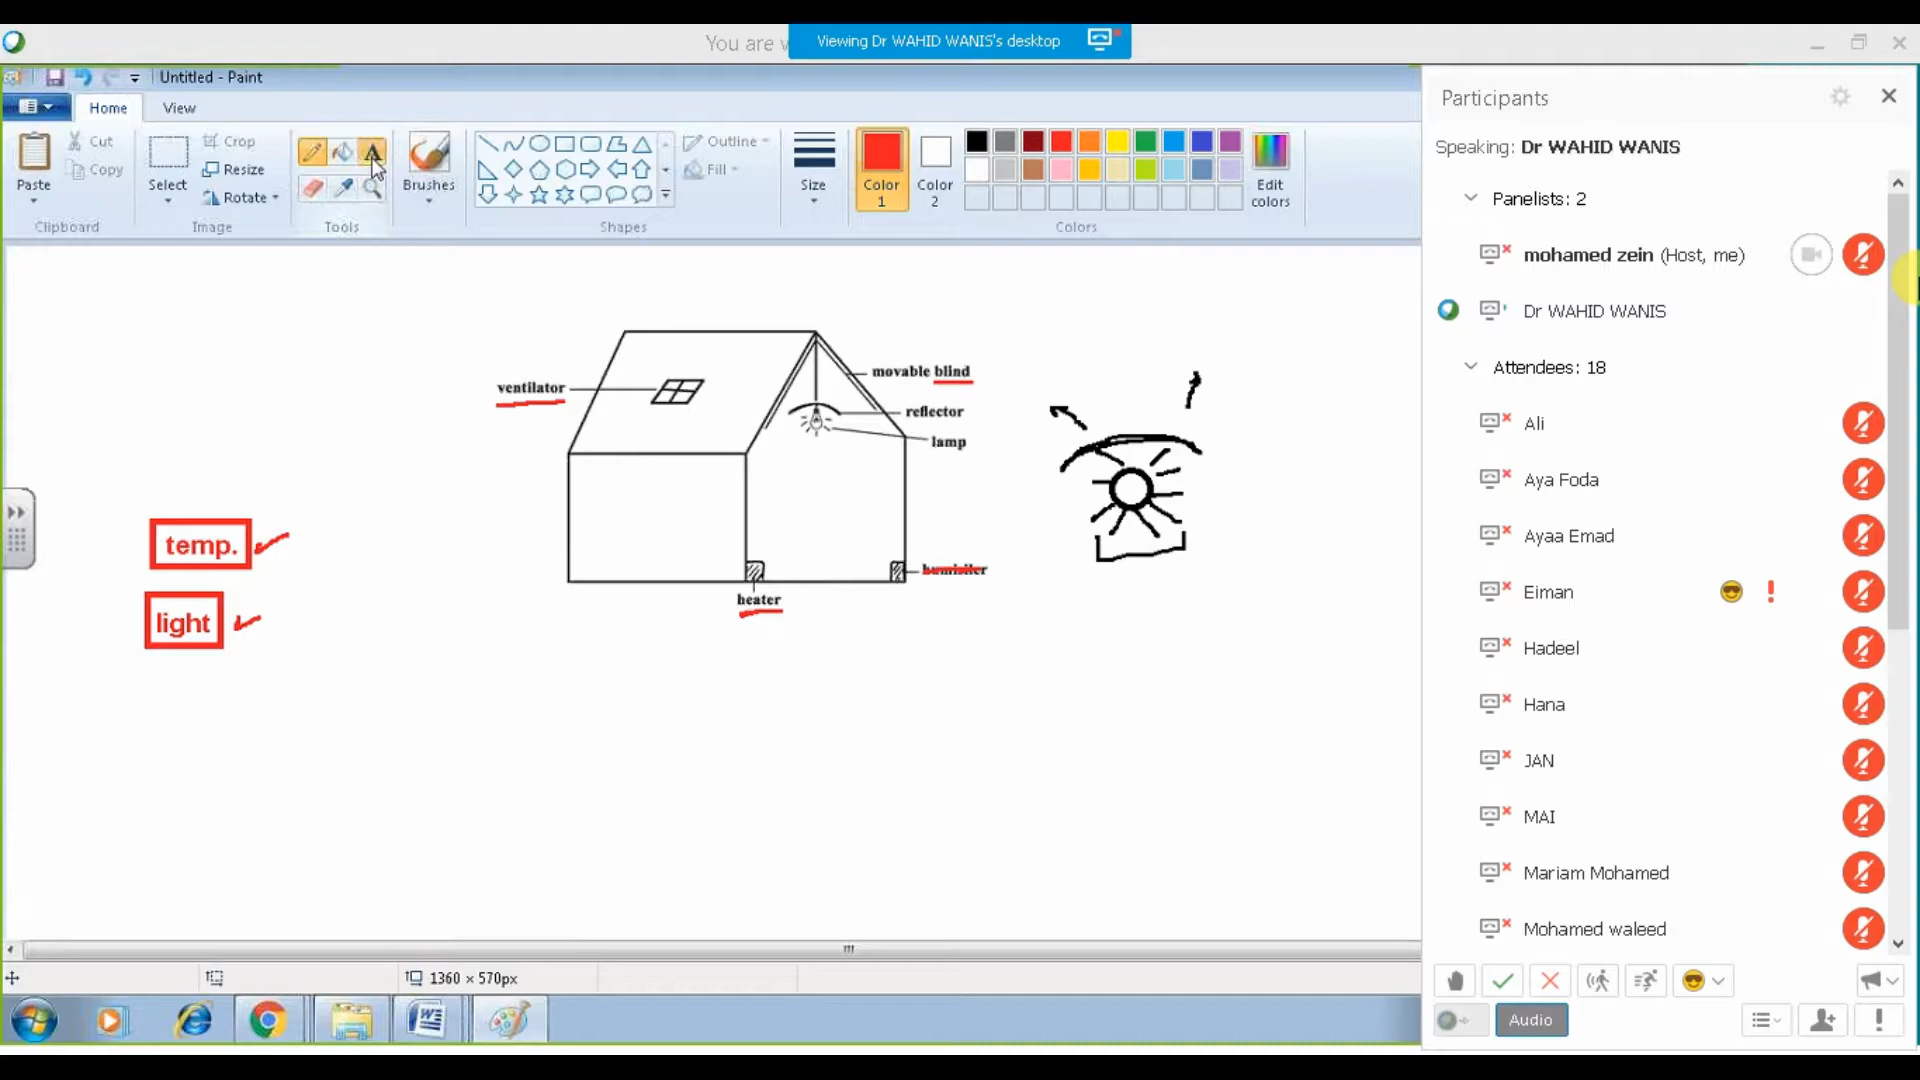 You are v
Viewing Dr WAHID WANIS's desktop
Untitled - Paint
Home
View
Paste
Cut
Copy
Clipboard
Select
Crop
Resize
Rotate
Image
Tools
Brushes
Shapes
Outline
Fill
Size
Color
1
Color
2
Edit
colors
Colors
ventilator
movable blind
reflector
lamp
heater
temp.
light
1360 × 570px
Participants
Speaking: Dr WAHID WANIS
Panelists: 2
mohamed zein (Host, me)
Dr WAHID WANIS
Attendees: 18
Ali
Aya Foda
Ayaa Emad
Eiman
Hadeel
Hana
JAN
MAI
Mariam Mohamed
Mohamed waleed
Audio